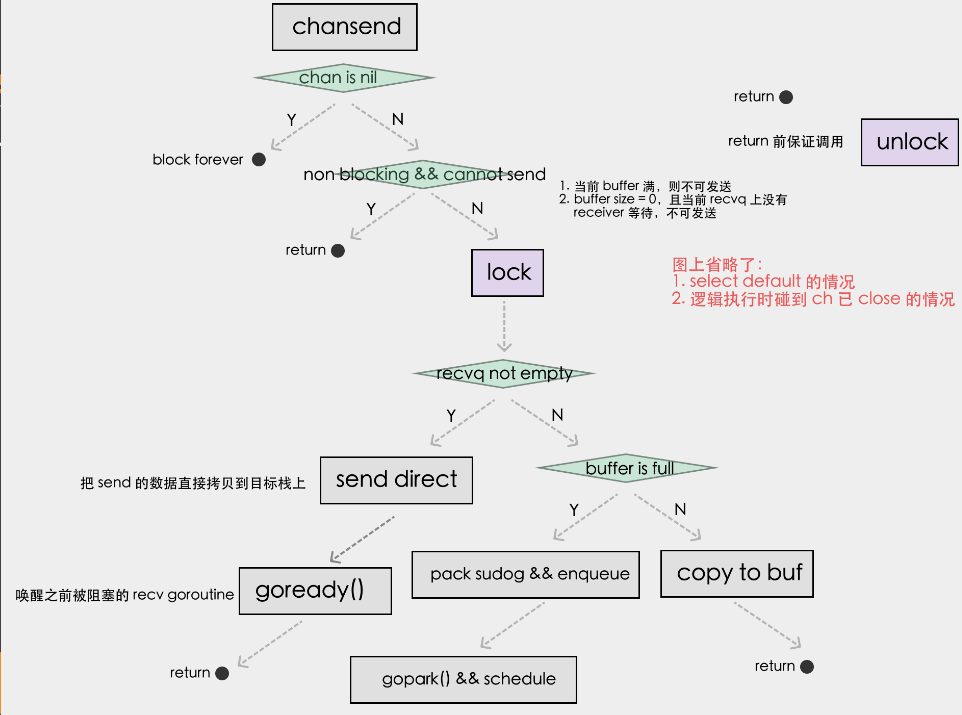 chansend
chan is nil
Y
N
return
return 前保证调用
unlock
block forever
non blocking && cannot send
1. 当前 buffer 满，则不可发送
2. buffer size = 0，且当前 recvq 上没有
receiver 等待，不可发送
Y
N
return
lock
图上省略了：
1. select default 的情况
2. 逻辑执行时碰到 ch 已 close 的情况
recvq not empty
Y
N
把 send 的数据直接拷贝到目标栈上
send direct
buffer is full
Y
N
唤醒之前被阻塞的 recv goroutine
goready()
pack sudog && enqueue
copy to buf
return
gopark() && schedule
return